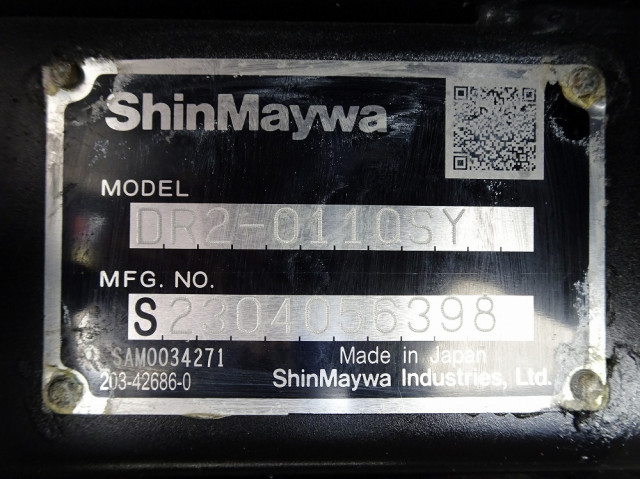 ShinMaywa
MODEL
DR2-0110SY
MFG. NO.
S2304056398
SAM0034271
203-42686-0
Made in Japan
ShinMaywa Industries, Ltd.